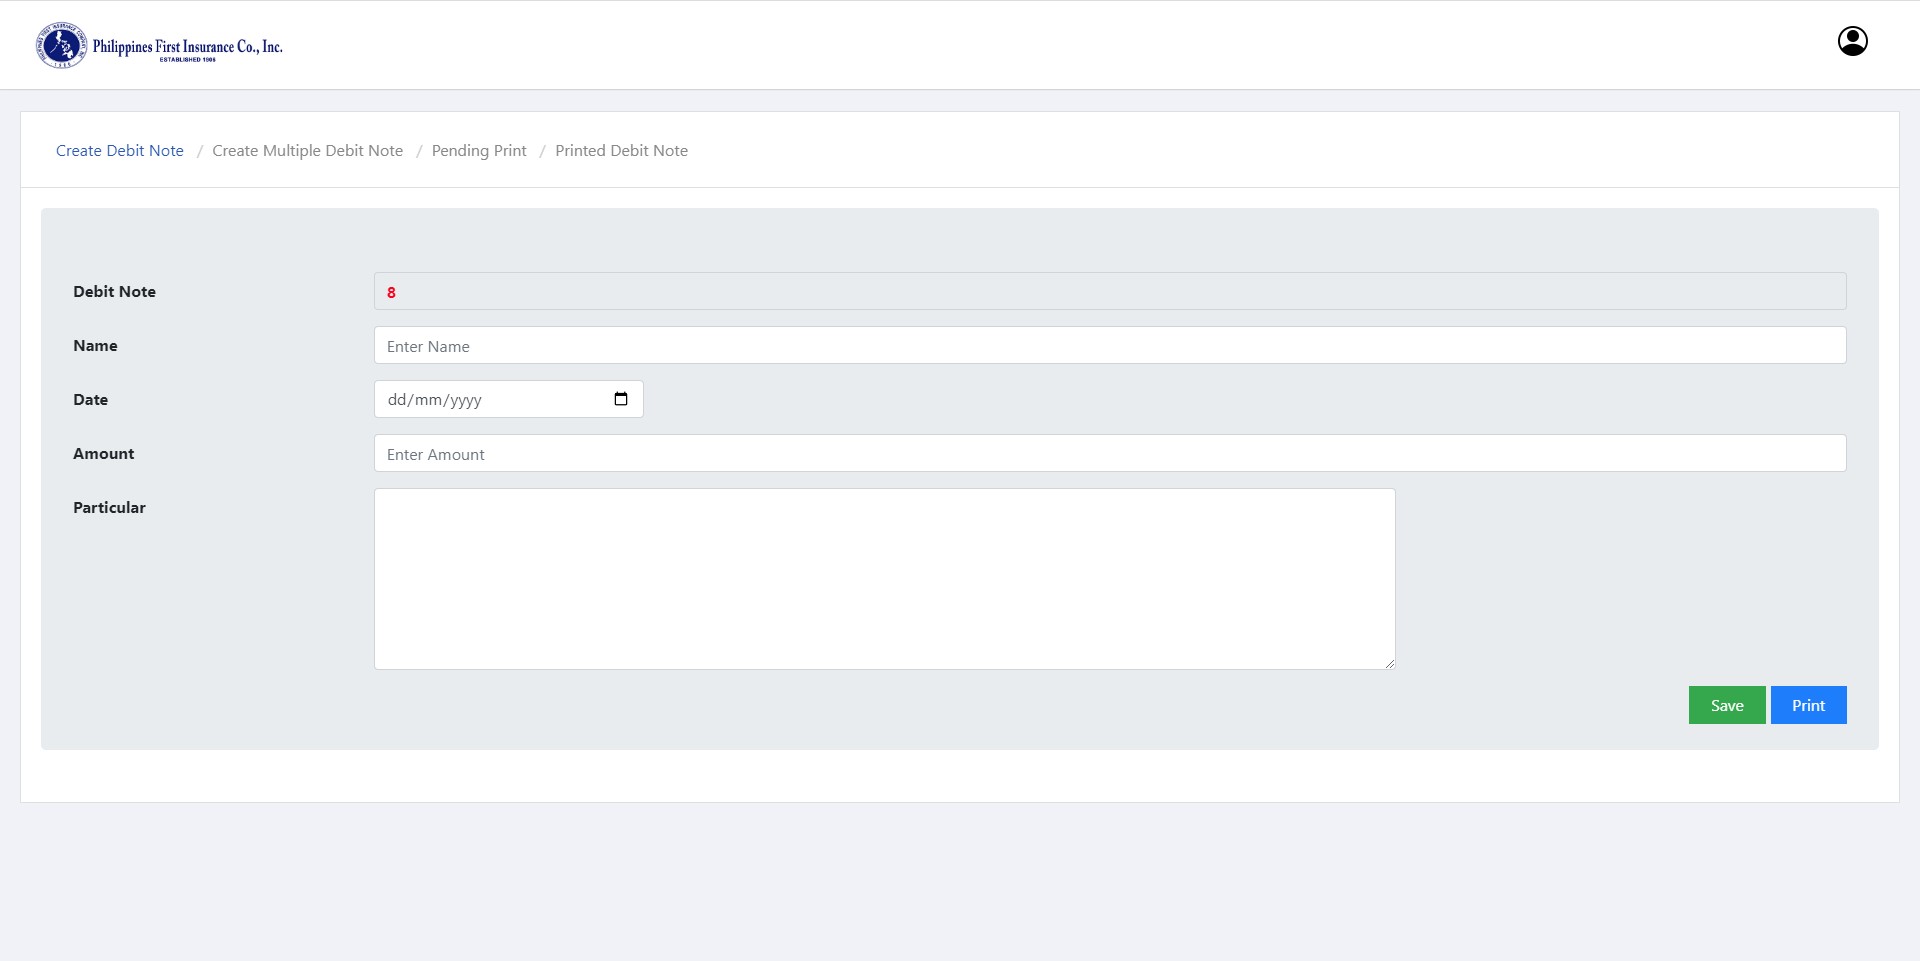 Philippines First Insurance Co., Inc.
ESTABLISHED 1906
Create Debit Note / Create Multiple Debit Note / Pending Print / Printed Debit Note
Debit Note 8
Name Enter Name
Date dd/mm/yyyy
Amount Enter Amount
Particular
Save Print